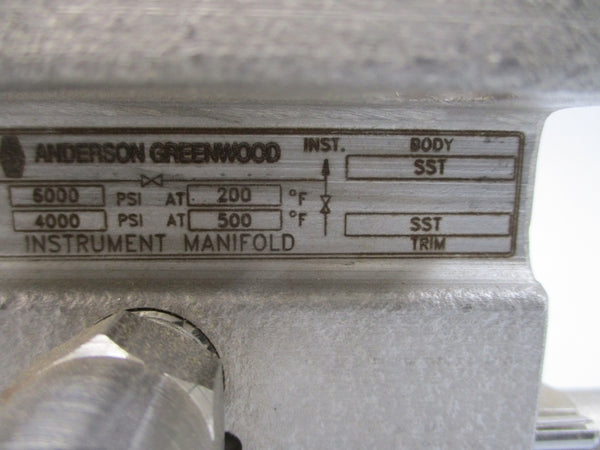 ANDERSON GREENWOOD
INST.
BODY
SST
6000 PSI AT 200 °F
4000 PSI AT 500 °F
SST
INSTRUMENT MANIFOLD
TRIM